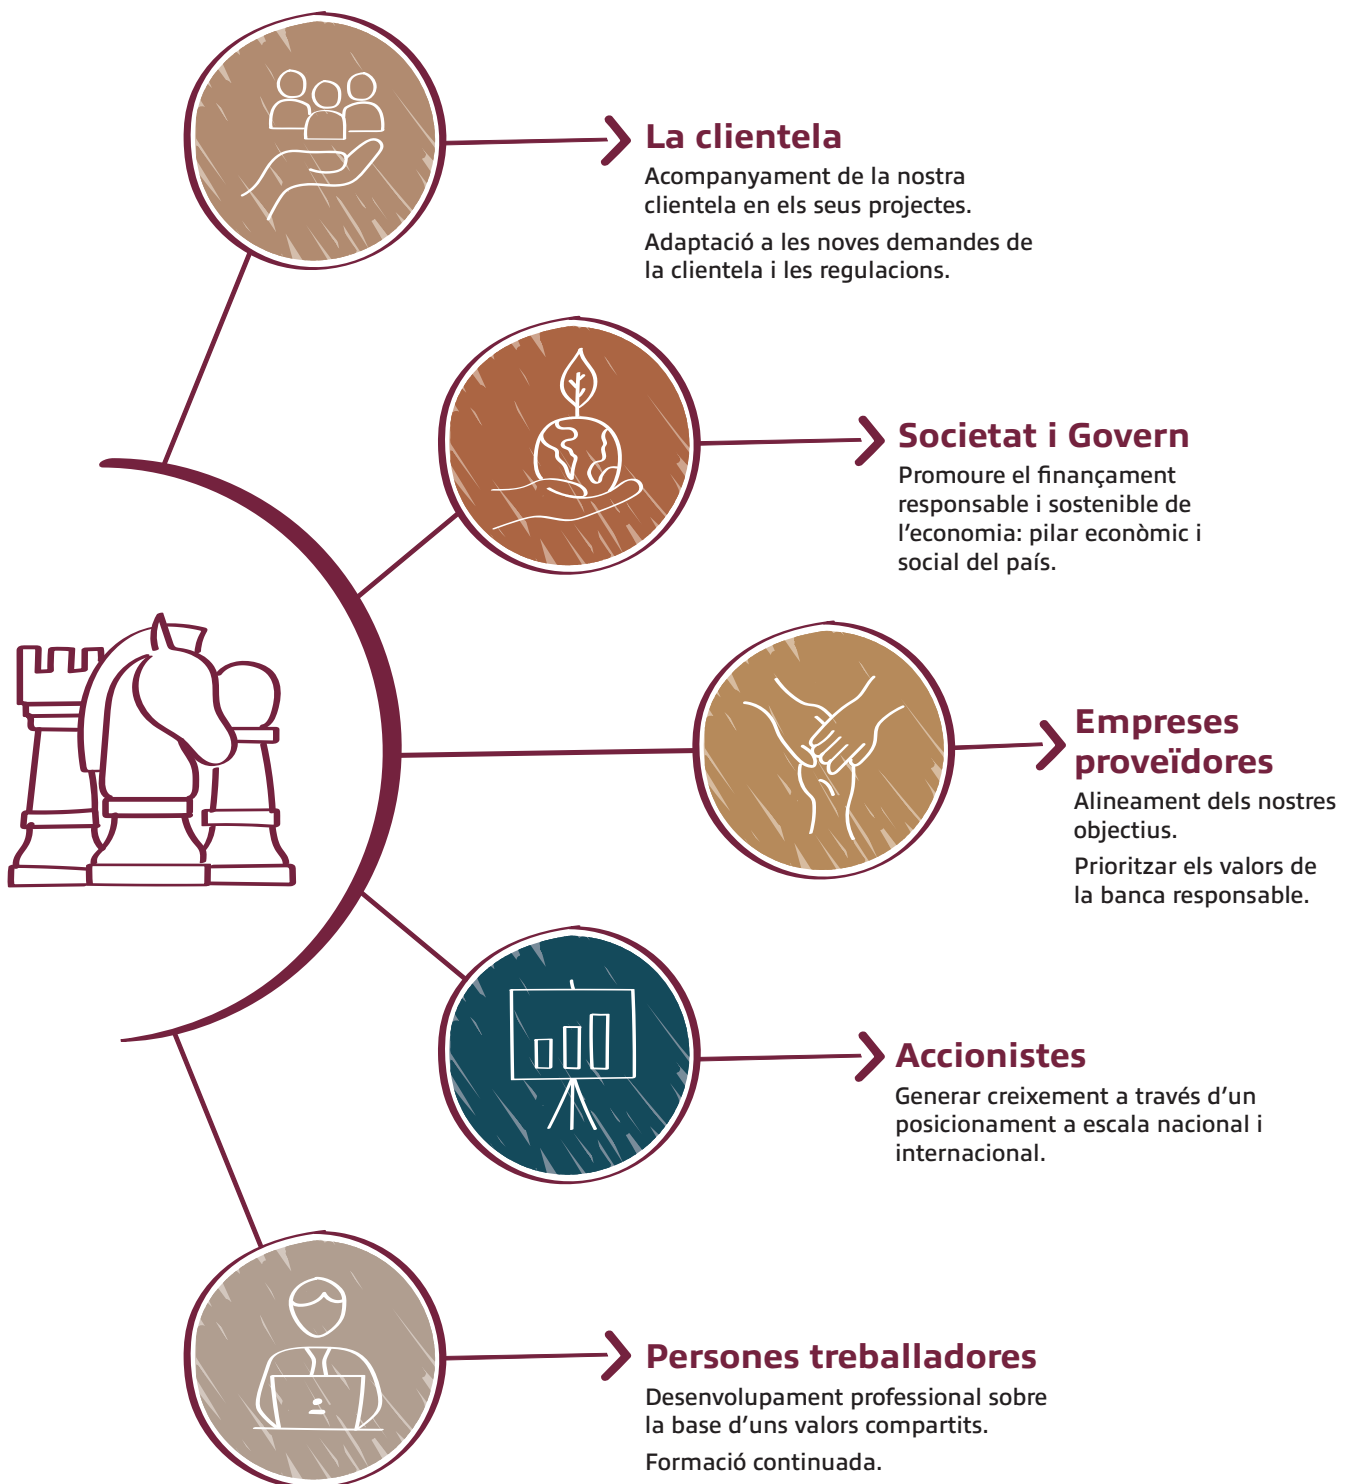 La clientela
Acompanyament de la nostra
clientela en els seus projectes.
Adaptació a les noves demandes de
la clientela i les regulacions.
Societat i Govern
Promoure el finançament
responsable i sostenible de
l’economia: pilar econòmic i
social del país.
Empreses
proveïdores
Alineament dels nostres
objectius.
Prioritzar els valors de
la banca responsable.
Accionistes
Generar creixement a través d’un
posicionament a escala nacional i
internacional.
Persones treballadores
Desenvolupament professional sobre
la base d’uns valors compartits.
Formació continuada.